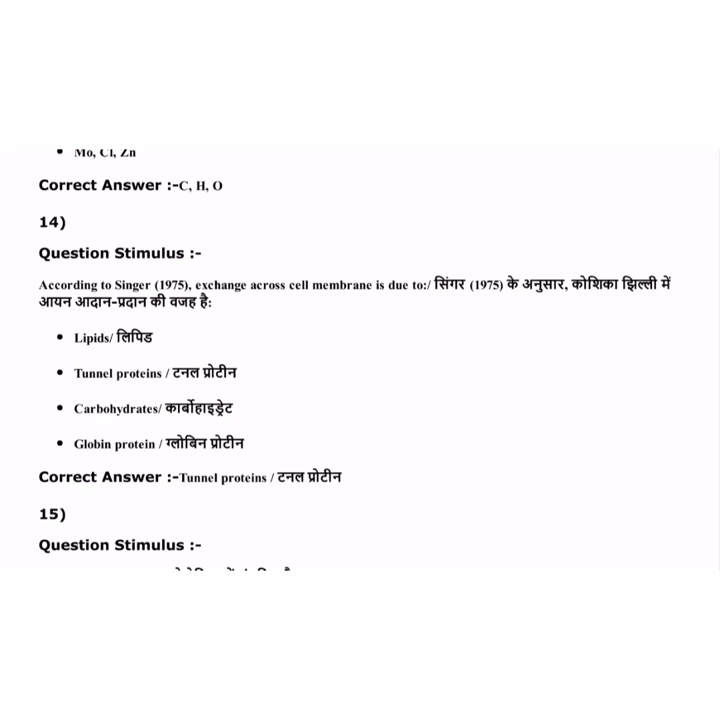 • Mo, Cl, Zn
Correct Answer :-C, H, O
14)
Question Stimulus :-
According to Singer (1975), exchange across cell membrane is due to:/ सिंगर (1975) के अनुसार, कोशिका झिल्ली में
आयन आदान-प्रदान की वजह है:
• Lipids/ लिपिड
• Tunnel proteins / टनल प्रोटीन
• Carbohydrates/ कार्बोहाइड्रेट
• Globin protein / ग्लोबिन प्रोटीन
Correct Answer :-Tunnel proteins / टनल प्रोटीन
15)
Question Stimulus :-